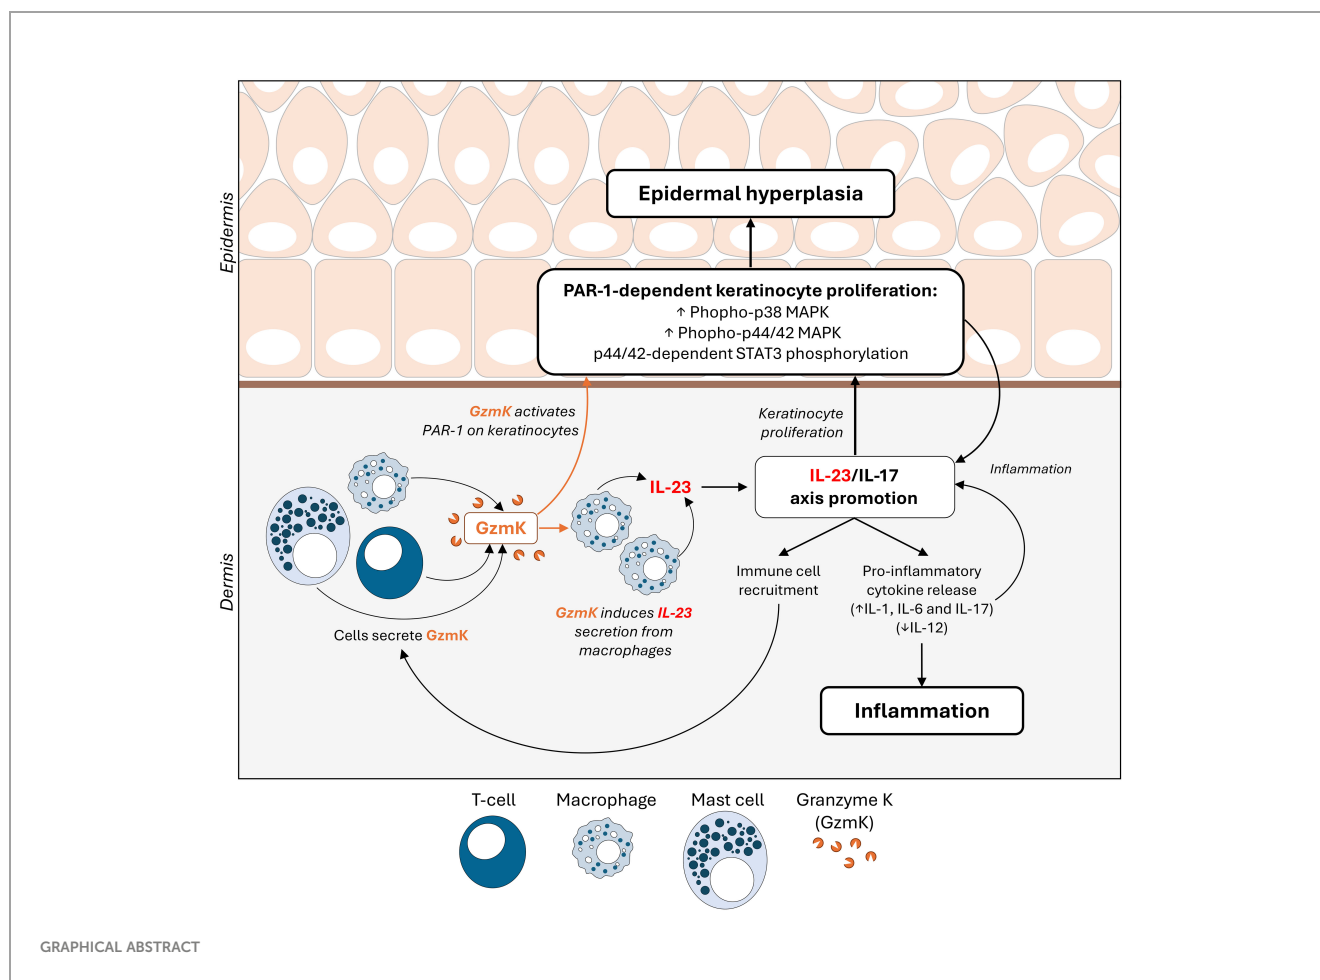 Epidermis
Epidermal hyperplasia
PAR-1-dependent keratinocyte proliferation:
↑ Phopho-p38 MAPK
↑ Phopho-p44/42 MAPK
p44/42-dependent STAT3 phosphorylation
GzmK activates
PAR-1 on keratinocytes
Keratinocyte
proliferation
Dermis
IL-23
IL-23/IL-17
axis promotion
Inflammation
GzmK
Cells secrete GzmK
GzmK induces IL-23
secretion from
macrophages
Immune cell
recruitment
Pro-inflammatory
cytokine release
(↑IL-1, IL-6 and IL-17)
(↓IL-12)
Inflammation
T-cell
Macrophage
Mast cell
Granzyme K
(GzmK)
GRAPHICAL ABSTRACT